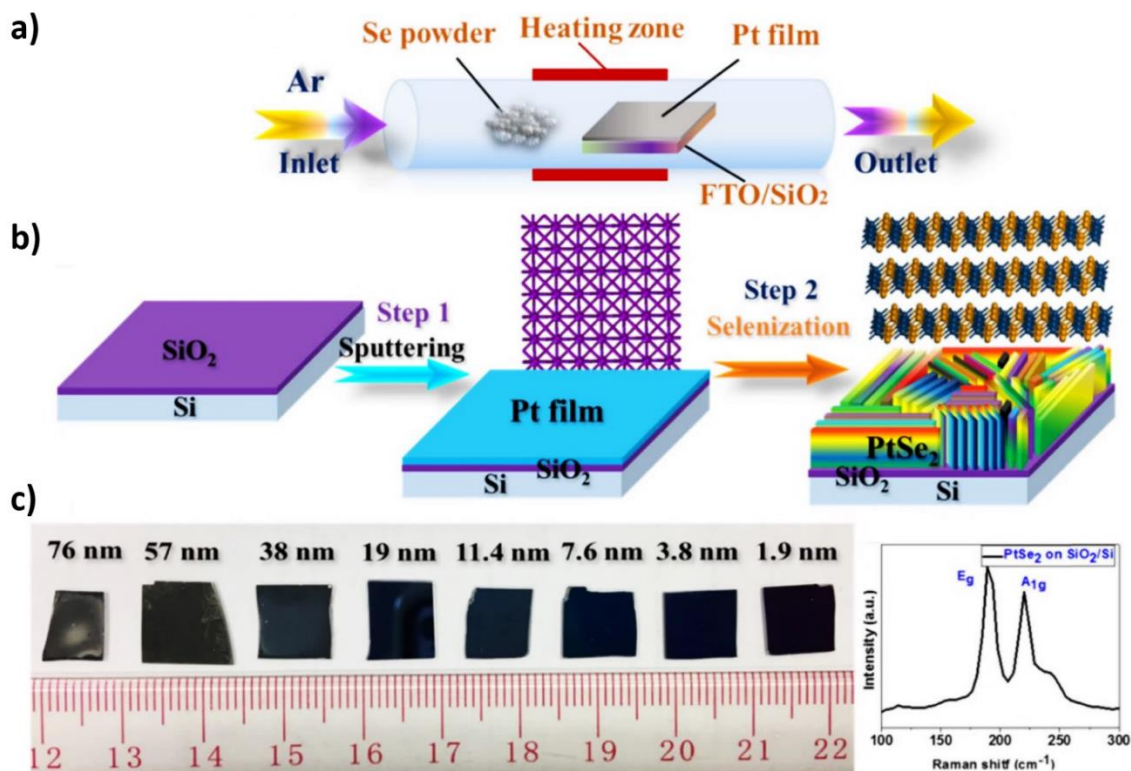 a)
Se powder
Heating zone
Pt film
Ar
Inlet
Outlet
FTO/SiO₂
b)
SiO₂
Si
Step 1
Sputtering
Pt film
SiO₂
Si
Step 2
Selenization
PtSe₂
SiO₂
Si
c)
76 nm 57 nm 38 nm 19 nm 11.4 nm 7.6 nm 3.8 nm 1.9 nm
12 13 14 15 16 17 18 19 20 21 22
PtSe₂ on SiO₂/Si
E₉
A₁g
Intensity (a.u.)
100 150 200 250 300
Raman shitf (cm⁻¹)